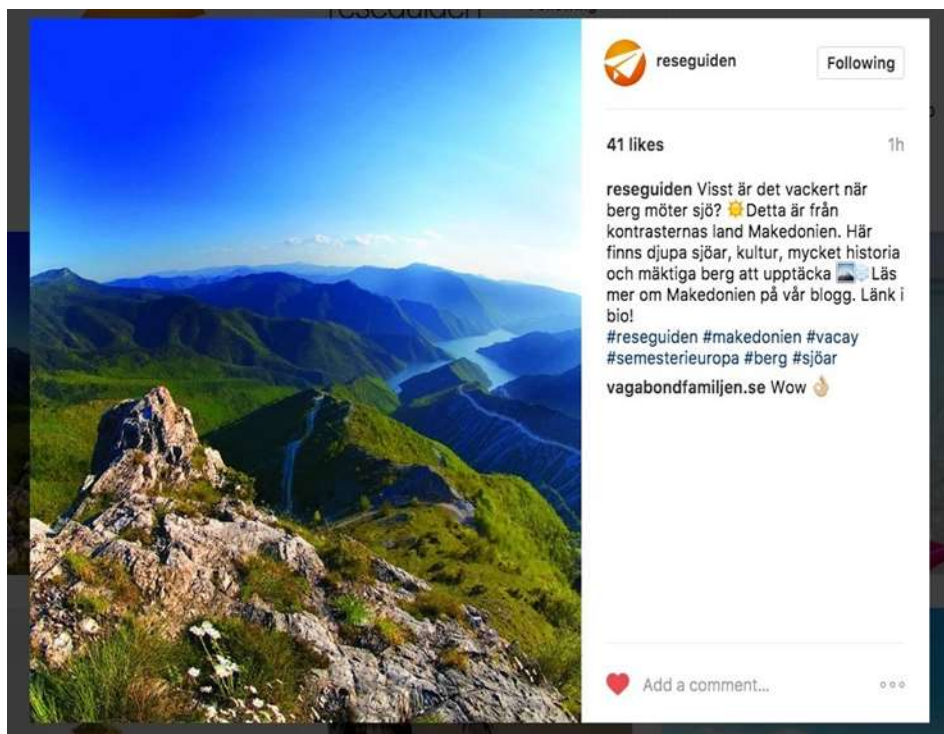 reseguiden
Following
41 likes
1h
reseguiden Visst är det vackert när
berg möter sjö? ☀️Detta är från
kontrasternas land Makedonien. Här
finns djupa sjöar, kultur, mycket historia
och mäktiga berg att upptäcka 🗻💨Läs
mer om Makedonien på vår blogg. Länk i
bio!
#reseguiden #makedonien #vacay
#semesterieuropa #berg #sjöar
vagabondfamiljen.se Wow 👌🏼
Add a comment...